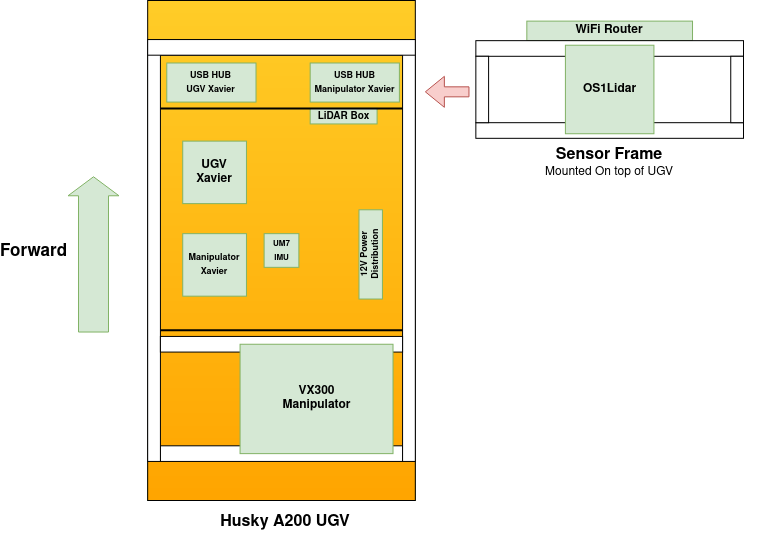 WiFi Router
USB HUB
UGV Xavier
USB HUB
Manipulator Xavier
OS1Lidar
LiDAR Box
Sensor Frame
Mounted On top of UGV
UGV
Xavier
Forward
Manipulator
Xavier
UM7
IMU
12V Power
Distribution
VX300
Manipulator
Husky A200 UGV